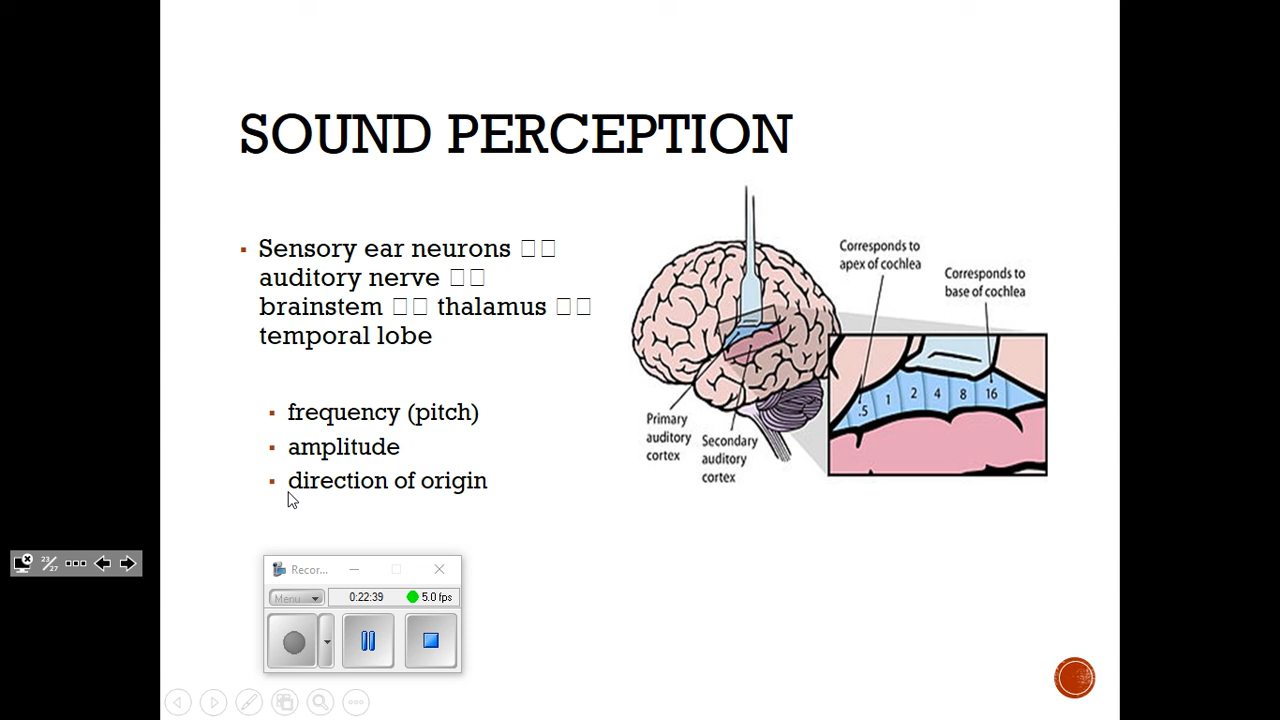 SOUND PERCEPTION
▪ Sensory ear neurons □□
auditory nerve □□
brainstem □□ thalamus □□
temporal lobe
▪ frequency (pitch)
▪ amplitude
▪ direction of origin
Corresponds to
apex of cochlea
Corresponds to
base of cochlea
.5 1 2 4 8 16
Primary
auditory
cortex
Secondary
auditory
cortex
23/27
Recor...
Menu 0:22:39 5.0 fps